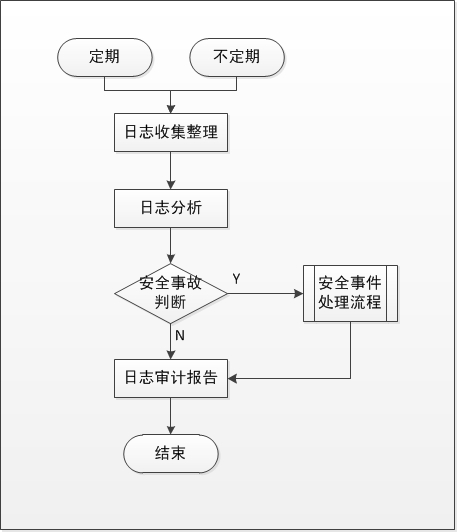 定期
不定期
日志收集整理
日志分析
安全事故
判断
Y
安全事件
处理流程
N
日志审计报告
结束